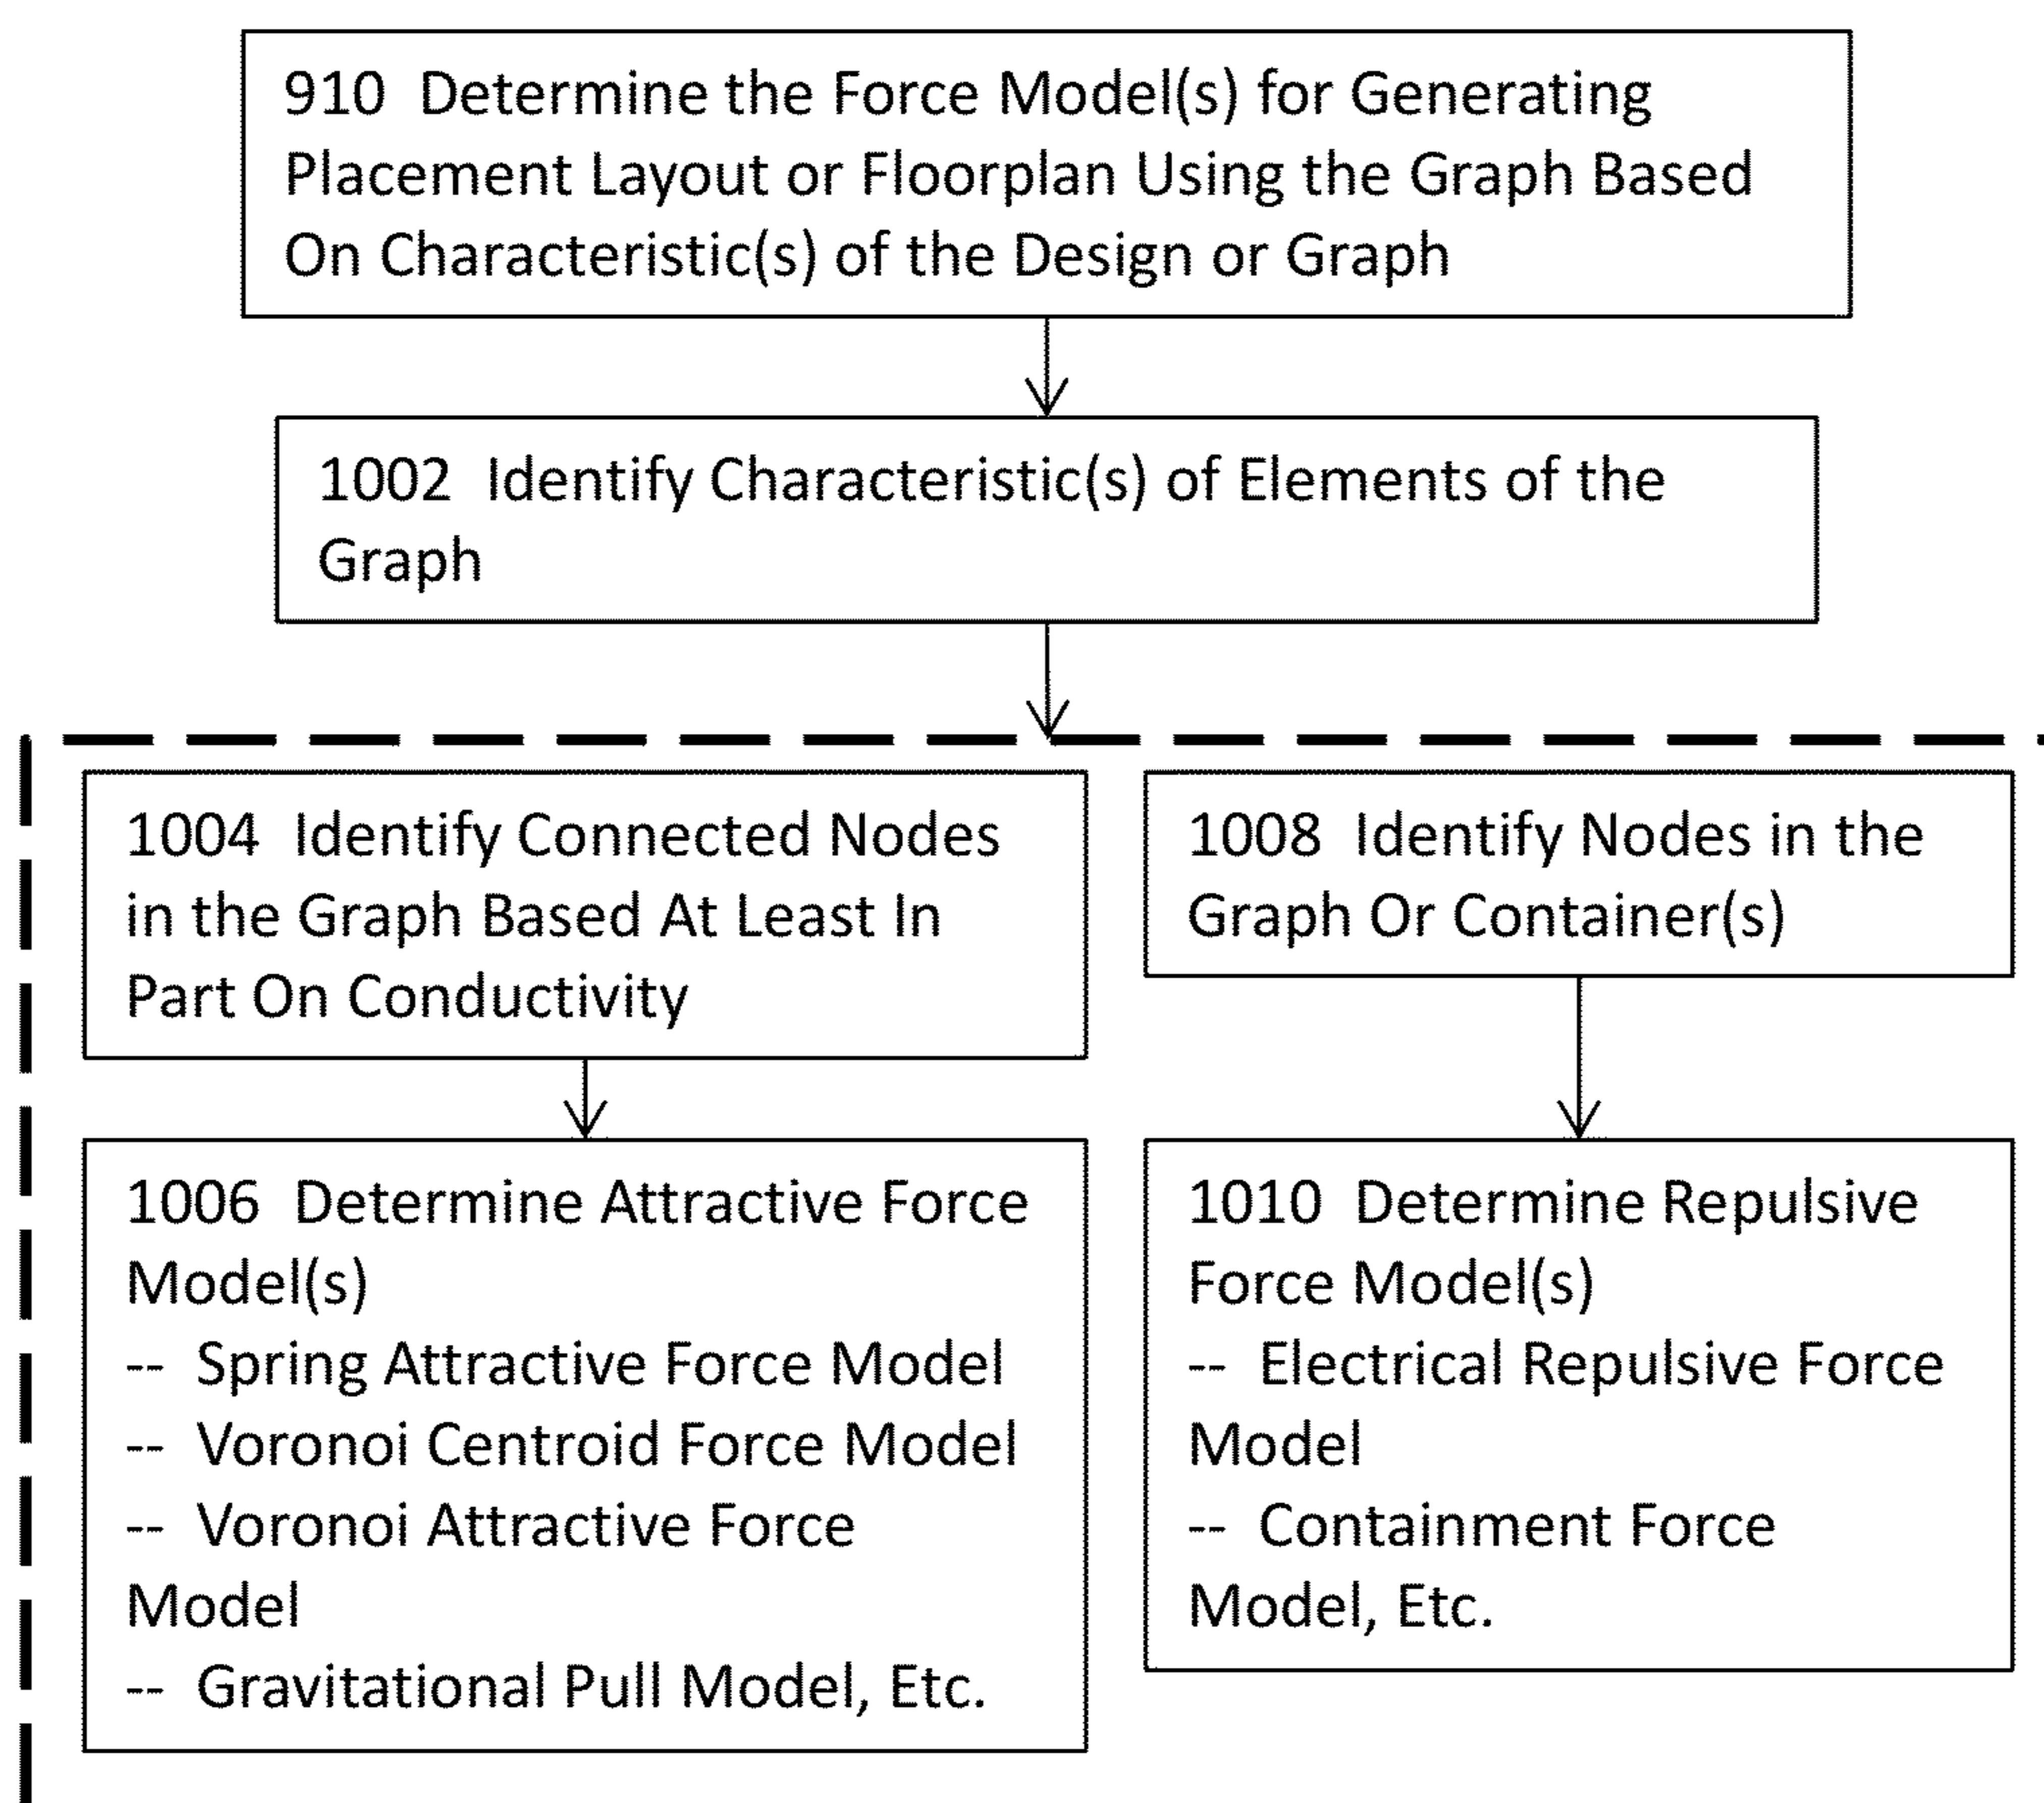 910 Determine the Force Model(s) for Generating
Placement Layout or Floorplan Using the Graph Based
On Characteristic(s) of the Design or Graph
1002 Identify Characteristic(s) of Elements of the
Graph
1004 Identify Connected Nodes
in the Graph Based At Least In
Part On Conductivity
1006 Determine Attractive Force
Model(s)
-- Spring Attractive Force Model
-- Voronoi Centroid Force Model
-- Voronoi Attractive Force
Model
-- Gravitational Pull Model, Etc.
1008 Identify Nodes in the
Graph Or Container(s)
1010 Determine Repulsive
Force Model(s)
-- Electrical Repulsive Force
Model
-- Containment Force
Model, Etc.